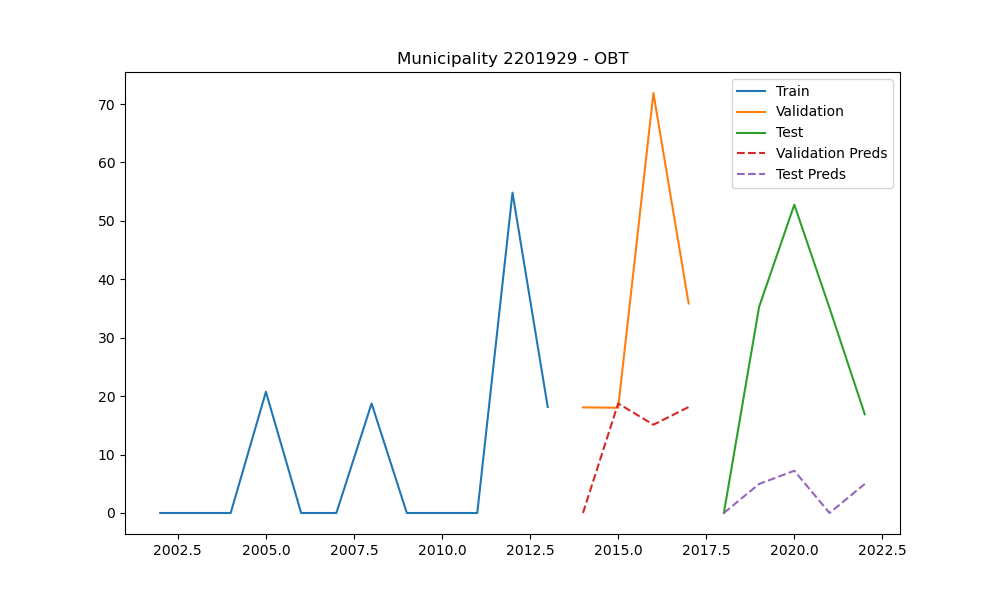 Municipality 2201929 - OBT
Train
Validation
Test
Validation Preds
Test Preds
70
60
50
40
30
20
10
0
2002.5 2005.0 2007.5 2010.0 2012.5 2015.0 2017.5 2020.0 2022.5